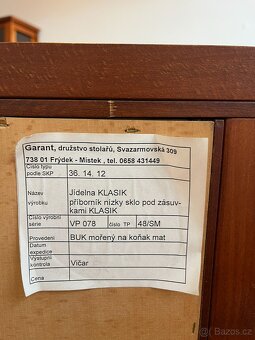 Garant, družstvo stolařů, Svazarmovská 309
738 01 Frýdek - Místek , tel. 0658 431449
Číslo typu
podle SKP
36. 14. 12
Název
výrobku
Jídelna KLASIK
příborník nizky sklo pod zásuv-
kami KLASIK
Číslo výrobní
série
VP 078
číslo TP
48/SM
Provedení
BUK mořený na koňak mat
Datum
expedice
Výstupní
kontrola
Vičar
Cena
sbazar.cz